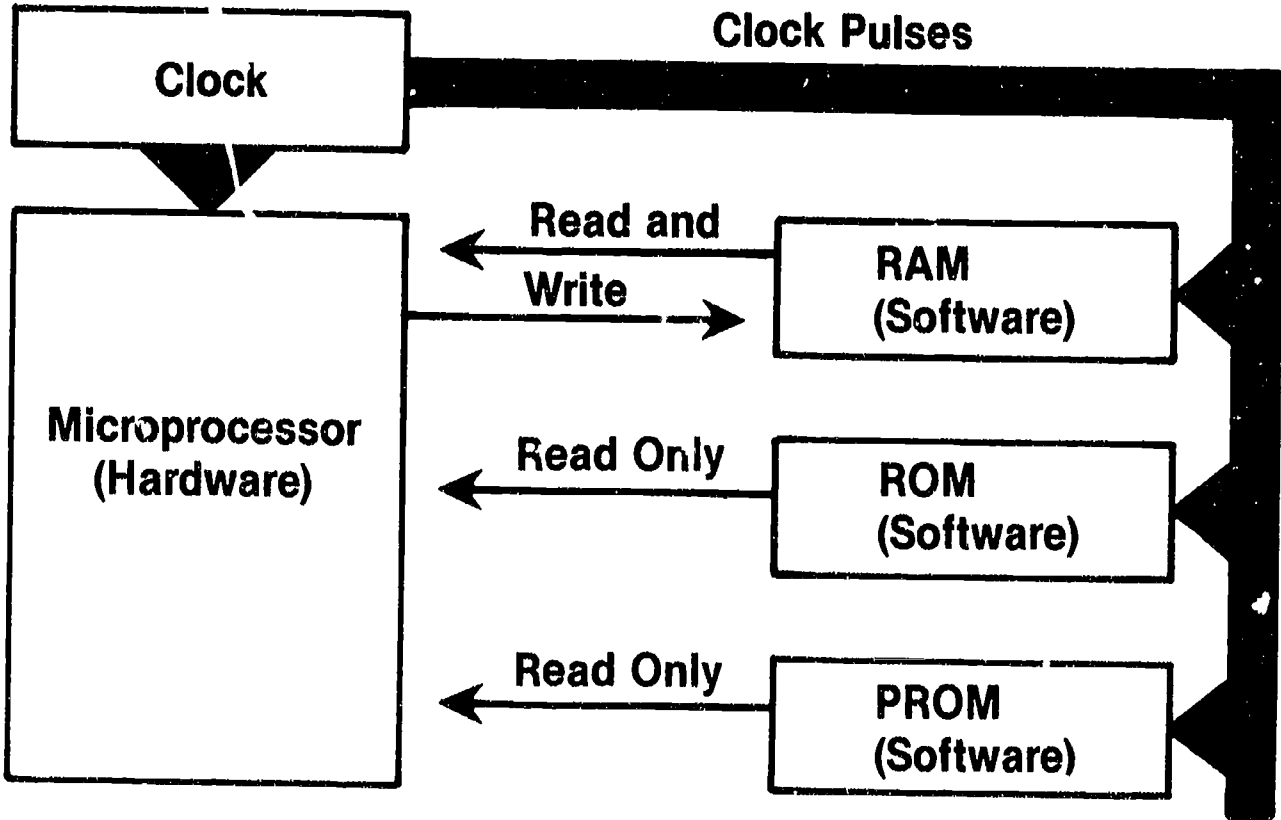 Clock Pulses
Clock
Read and
Write
RAM
(Software)
Microprocessor
(Hardware)
Read Only
ROM
(Software)
Read Only
PROM
(Software)